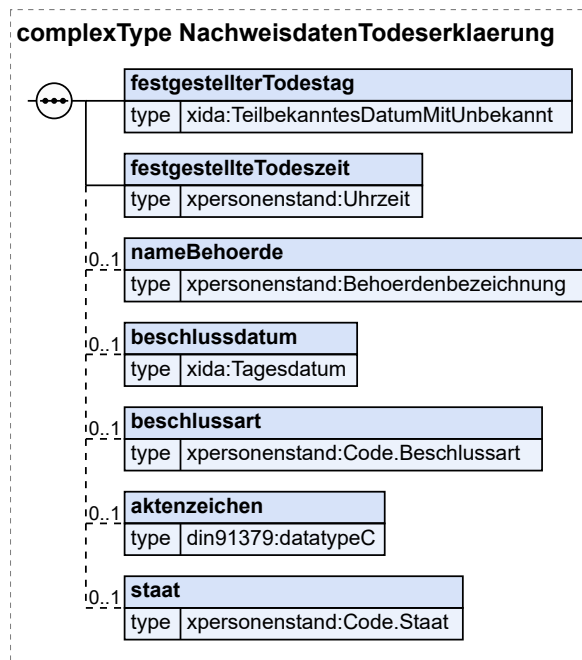 complexType NachweisdatenTodeserklaerung
festgestellterTodestag
type xida:TeilbekanntesDatumMitUnbekannt
festgestellteTodeszeit
type xpersonenstand:Uhrzeit
0..1 nameBehoerde
type xpersonenstand:Behoerdenbezeichnung
0..1 beschlussdatum
type xida:Tagesdatum
0..1 beschlussart
type xpersonenstand:Code.Beschlussart
0..1 aktenzeichen
type din91379:datatypeC
0..1 staat
type xpersonenstand:Code.Staat